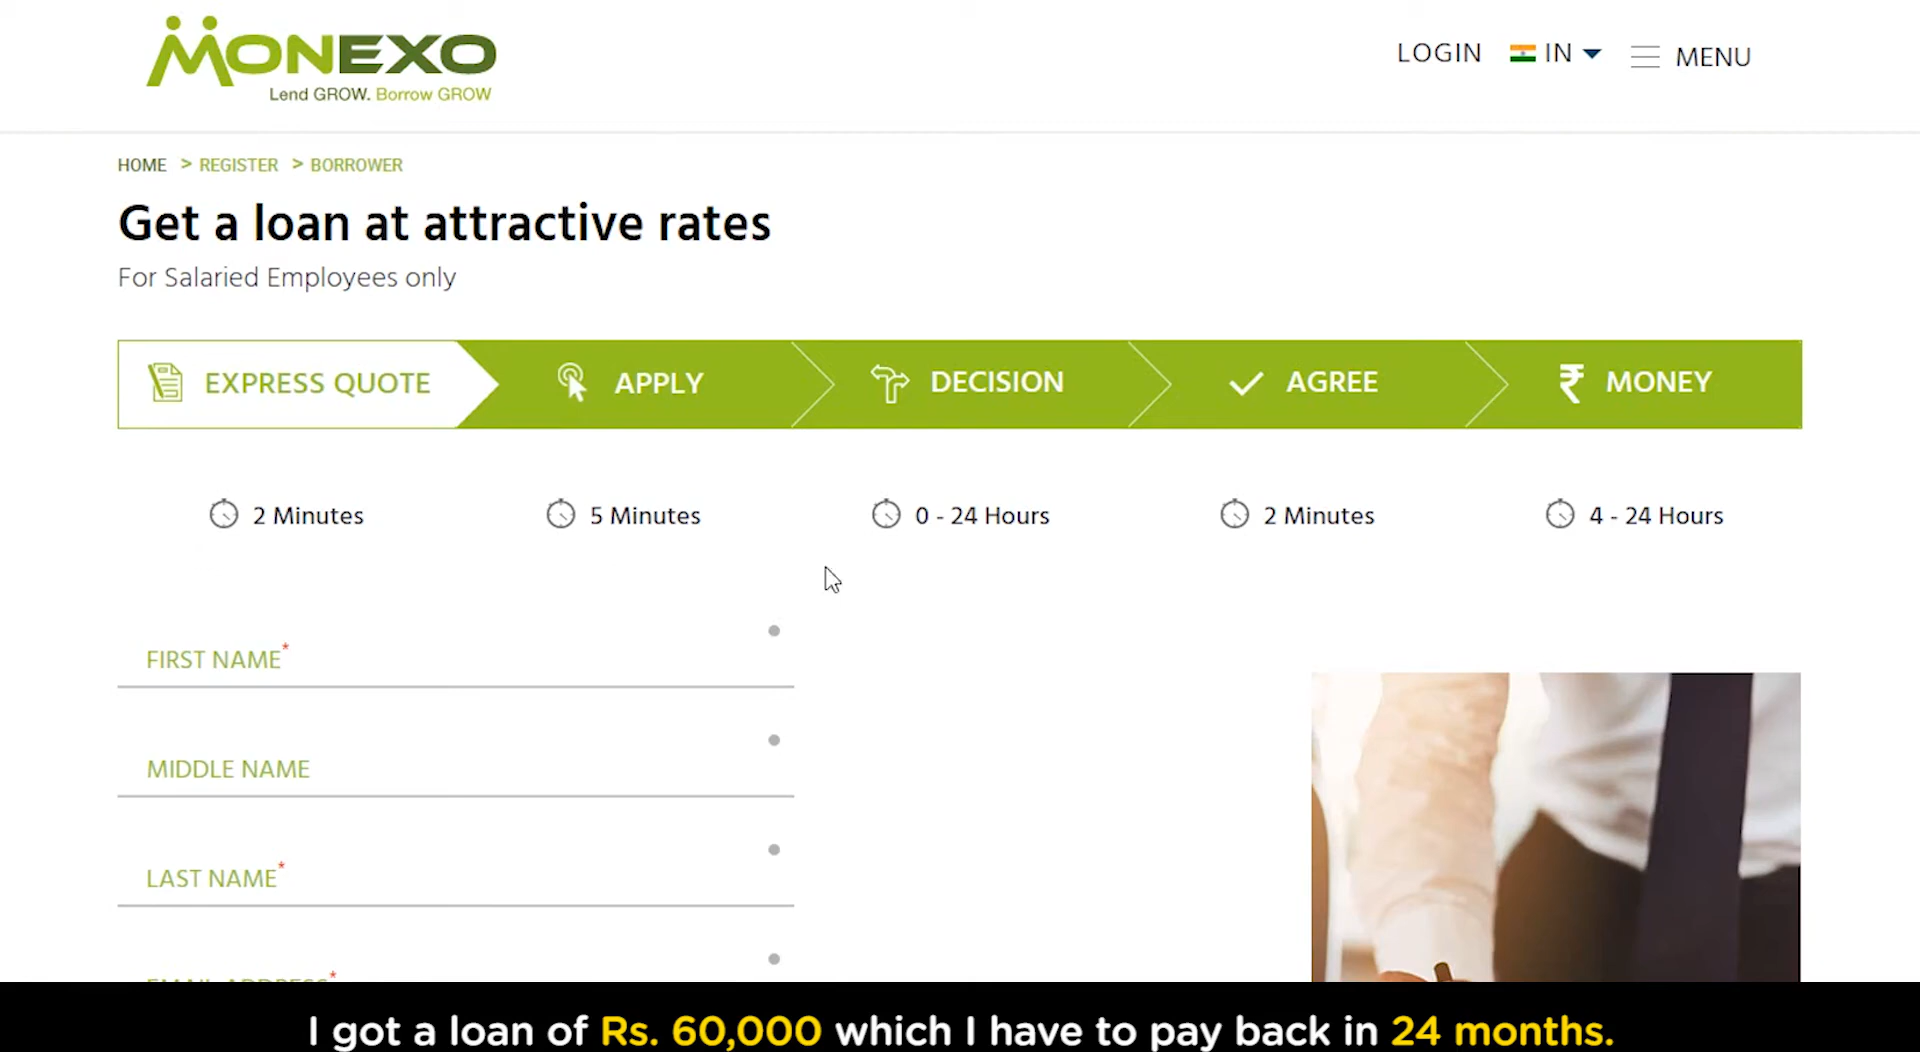 MONEXO
Lend GROW. Borrow GROW
LOGIN IN MENU
HOME > REGISTER > BORROWER
Get a loan at attractive rates
For Salaried Employees only
EXPRESS QUOTE APPLY DECISION AGREE ₹ MONEY
2 Minutes 5 Minutes 0 - 24 Hours 2 Minutes 4 - 24 Hours
FIRST NAME*
MIDDLE NAME
LAST NAME*
EMAIL ADDRESS*
I got a loan of Rs. 60,000 which I have to pay back in 24 months.